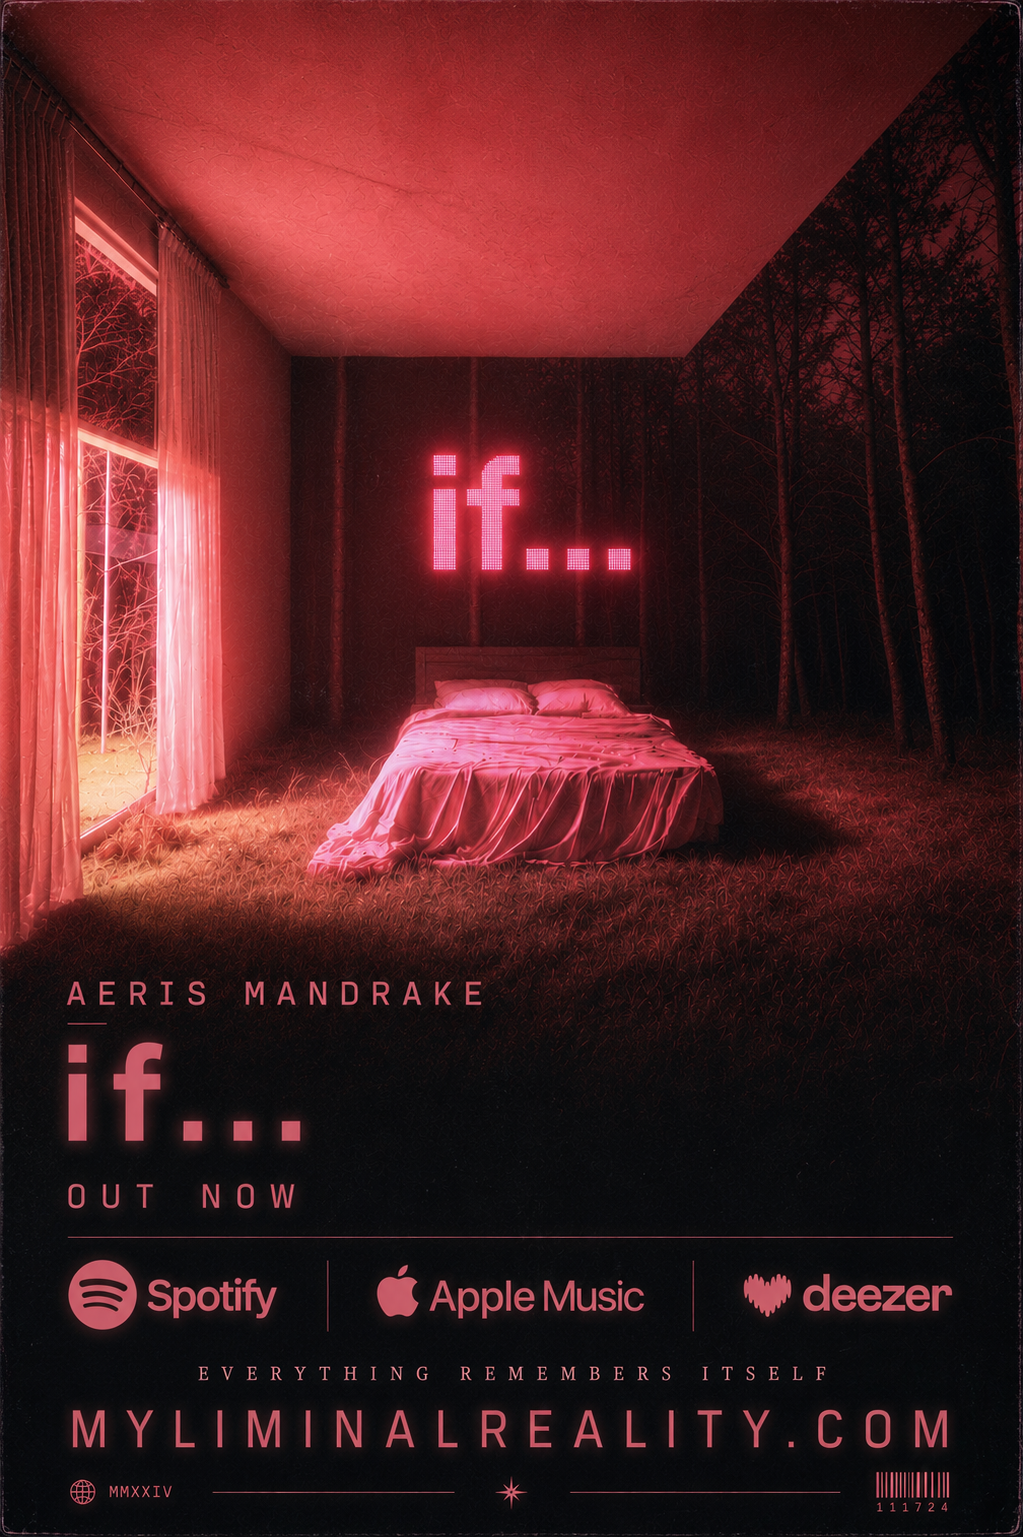 if...
AERIS MANDRAKE
if...
OUT NOW
Spotify
Apple Music
deezer
EVERYTHING REMEMBERS ITSELF
MYLIMINALREALITY.COM
MMXXIV
111724